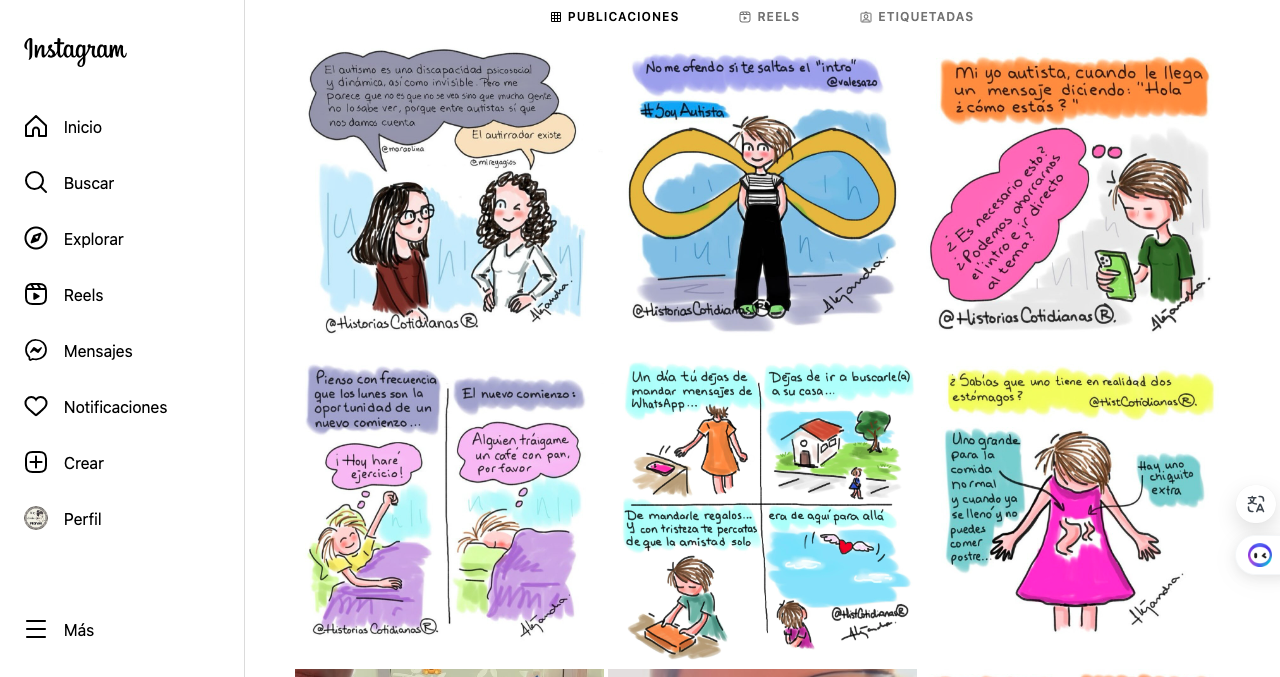 Instagram
Inicio
Buscar
Explorar
Reels
Mensajes
Notificaciones
Crear
Perfil
Más
PUBLICACIONES
REELS
ETIQUETADAS
El autismo es una discapacidad psicosocial
y dinámica, así como invisible. Pero me
parece que no es que no se vea sino que mucha gente
no lo sabe ver, porque entre autistas sí que
nos damos cuenta
@maraolixa
El autirradar existe
@mireyagios
@HistoriasCotidianas®.
Alejandra.
No me ofendo si te saltas el "intro"
@valesazo
#SoyAutista
@HistoriasCotidianas®
Alejandra.
Mi yo autista, cuando le llega
un mensaje diciendo: "Hola
¿cómo estás?"
¿Es necesario esto?
¿Podemos ahorrarnos
el intro e ir directo
al tema?
@HistoriasCotidianas®.
Alejandra.
Pienso con frecuencia
que los lunes son la
oportunidad de un
nuevo comienzo...
¡Hoy haré
ejercicio!
El nuevo comienzo:
Alguien tráigame
un café con pan,
por favor
@HistoriasCotidianas®.
Alejandra
Un día tú dejas de
mandar mensajes de
WhatsApp...
Dejas de ir a buscarle(a)
a su casa...
De mandarle regalos...
y con tristeza te percatas
de que la amistad solo
era de aquí para allá
@HistCotidianas®
Alejandra.
¿Sabías que uno tiene en realidad dos
estómagos?
@HistCotidianas®.
Uno grande
para la
comida
normal
y cuando ya
se llenó y no
puedes
comer
postre...
Hay uno
chiquito
extra
Alejandra.